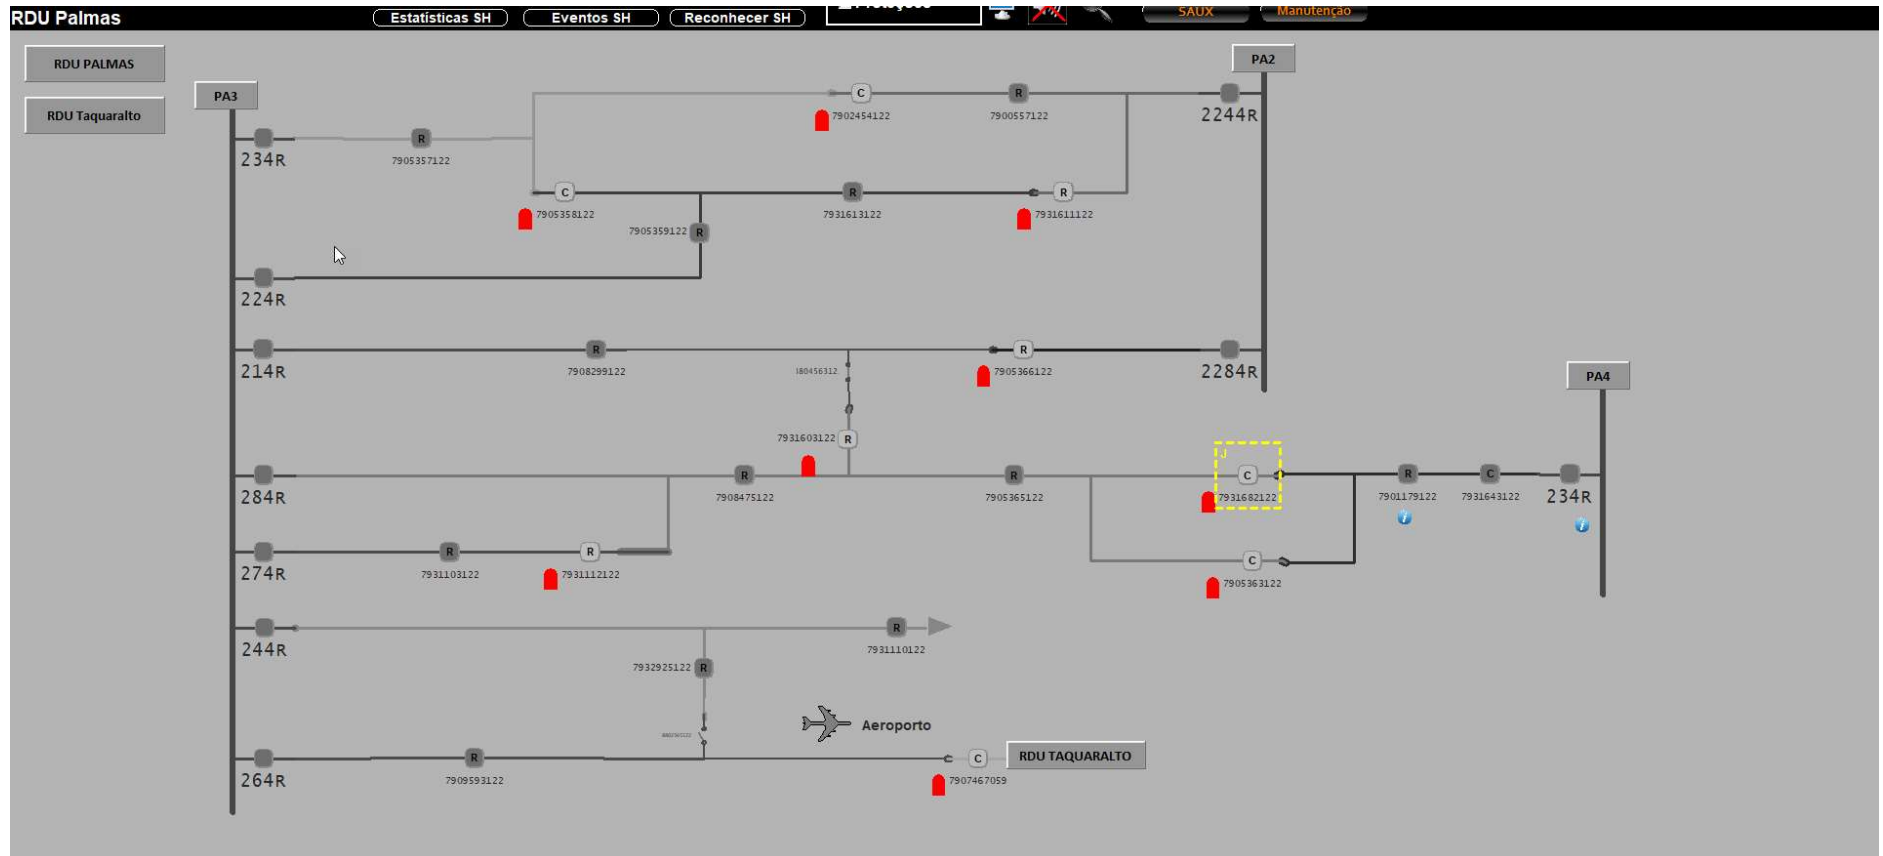 RDU Palmas
Estatísticas SH
Eventos SH
Reconhecer SH
SAUX
Manutenção
RDU PALMAS
RDU Taquaralto
PA3
PA2
C
R
7902454122
7900557122
2244R
234R
R
7905357122
C
R
R
7905358122
7931613122
7931611122
7905359122
R
224R
214R
R
7908299122
R
7905366122
2284R
PA4
7931603122
R
J
284R
R
7908475122
R
7905365122
C
7931682122
R
7901179122
C
7931643122
234R
274R
R
7931103122
R
7931112122
C
7905363122
244R
R
7931110122
7932925122
R
Aeroporto
264R
R
7909593122
C
7907467059
RDU TAQUARALTO